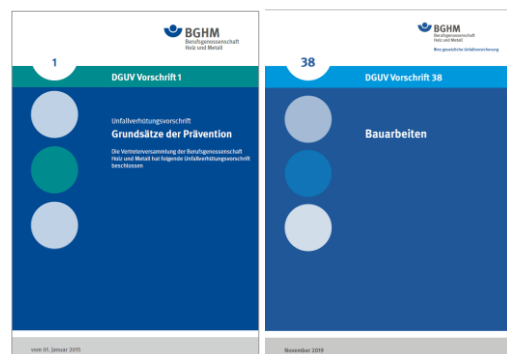 BGHM
Berufsgenossenschaft
Holz und Metall
1
DGUV Vorschrift 1
Unfallverhütungsvorschrift
Grundsätze der Prävention
Die Vertreterversammlung der Berufsgenossenschaft
Holz und Metall hat folgende Unfallverhütungsvorschrift
beschlossen
vom 01. Januar 2015
BGHM
Berufsgenossenschaft
Holz und Metall
Ihre gesetzliche Unfallversicherung
38
DGUV Vorschrift 38
Bauarbeiten
November 2019